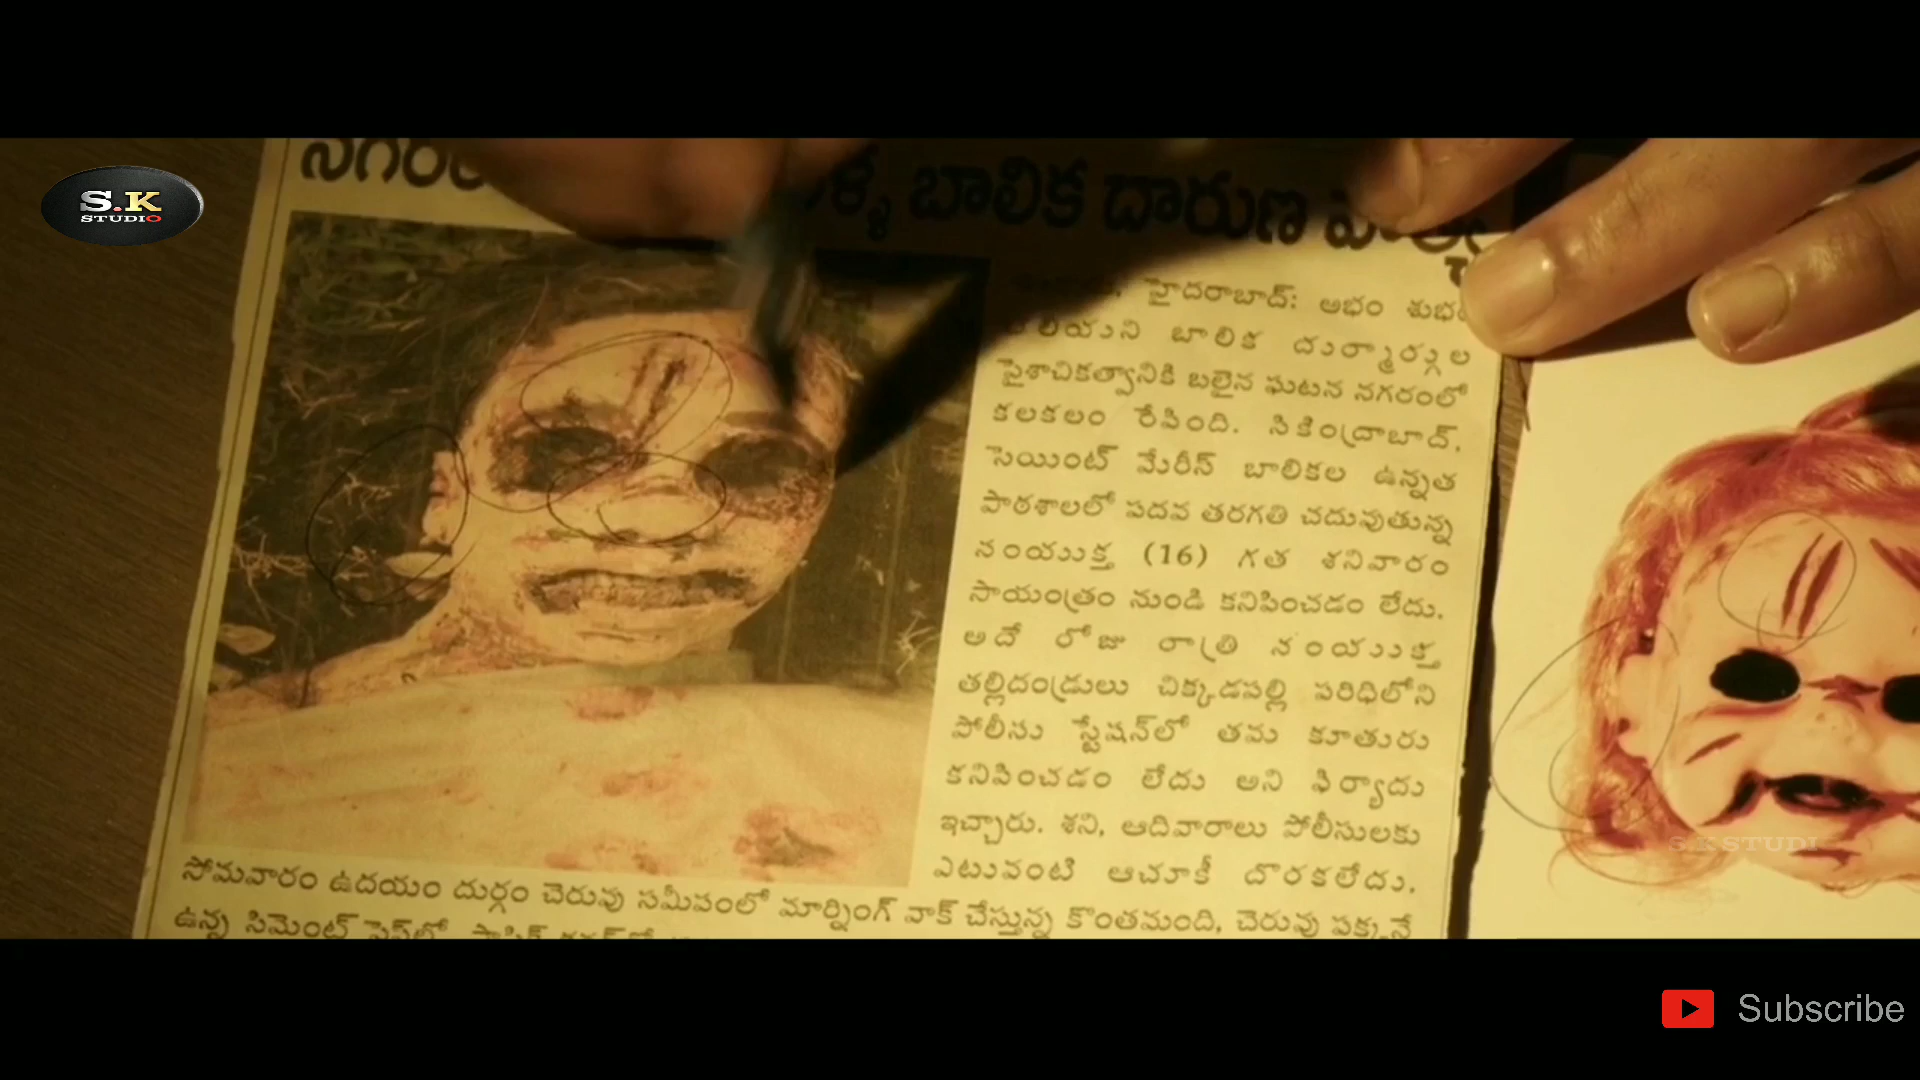 S.K
STUDIO
బాలిక దారుణ
హైదరాబాద్: అభం శుభం
బాలిక దుర్మార్గుల
పైశాచికత్వానికి బలైన ఘటన నగరంలో
కలకలం రేపింది. సికింద్రాబాద్,
సెయింట్ మేరీస్ బాలికల ఉన్నత
పాఠశాలలో పదవ తరగతి చదువుతున్న
సంయుక్త (16) గత శనివారం
సాయంత్రం నుండి కనిపించడం లేదు.
అదే రోజు రాత్రి సంయుక్త
తల్లిదండ్రులు చిక్కడపల్లి పరిధిలోని
పోలీసు స్టేషన్‌లో తమ కూతురు
కనిపించడం లేదు అని ఫిర్యాదు
ఇచ్చారు. శని, ఆదివారాలు పోలీసులకు
ఎటువంటి ఆచూకీ దొరకలేదు.
సోమవారం ఉదయం దుర్గం చెరువు సమీపంలో మార్నింగ్ వాక్ చేస్తున్న కొంతమంది, చెరువు పక్కనే
ఉన్న సిమెంట్
S.K STUDI
Subscribe